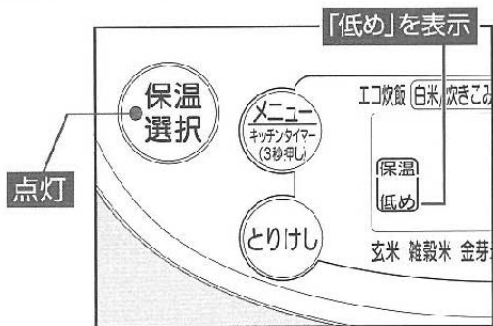 「低め」を表示
保温
選択
メニュー
キッチンタイマー
(3秒押し)
エコ炊飯 白米 炊きこみ
保温
低め
点灯
とりけし
玄米 雑穀米 金芽